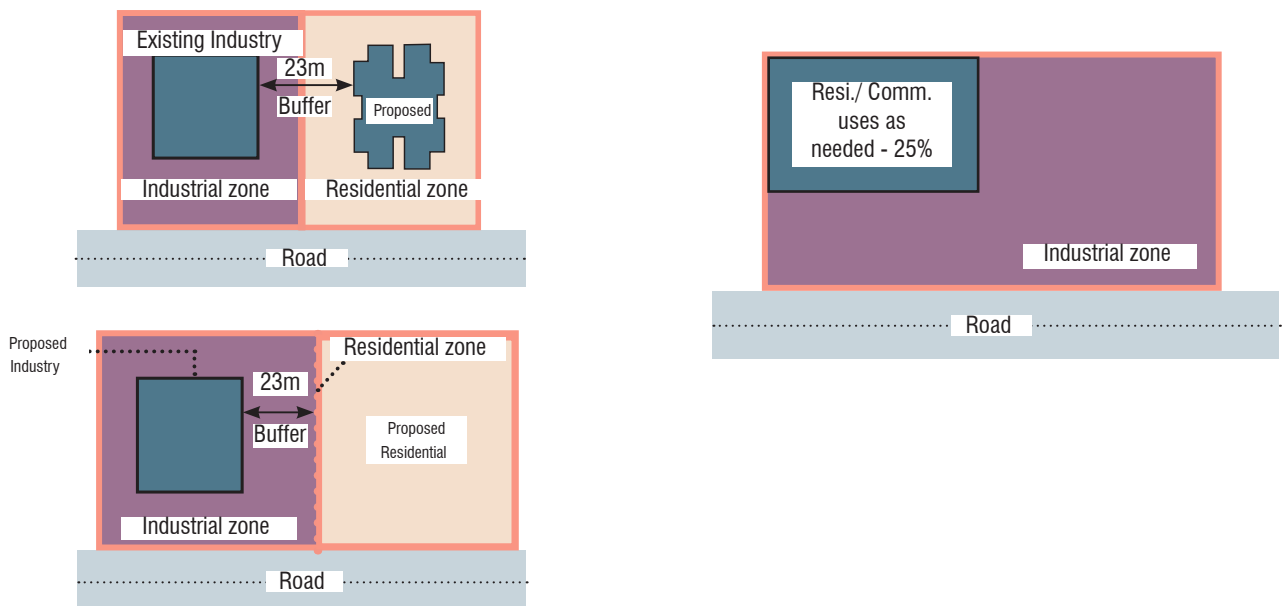 Existing Industry
23m
Buffer
Proposed
Industrial zone
Residential zone
Road
Resi./ Comm.
uses as
needed - 25%
Industrial zone
Road
Proposed
Industry
Residential zone
23m
Buffer
Proposed
Residential
Industrial zone
Road